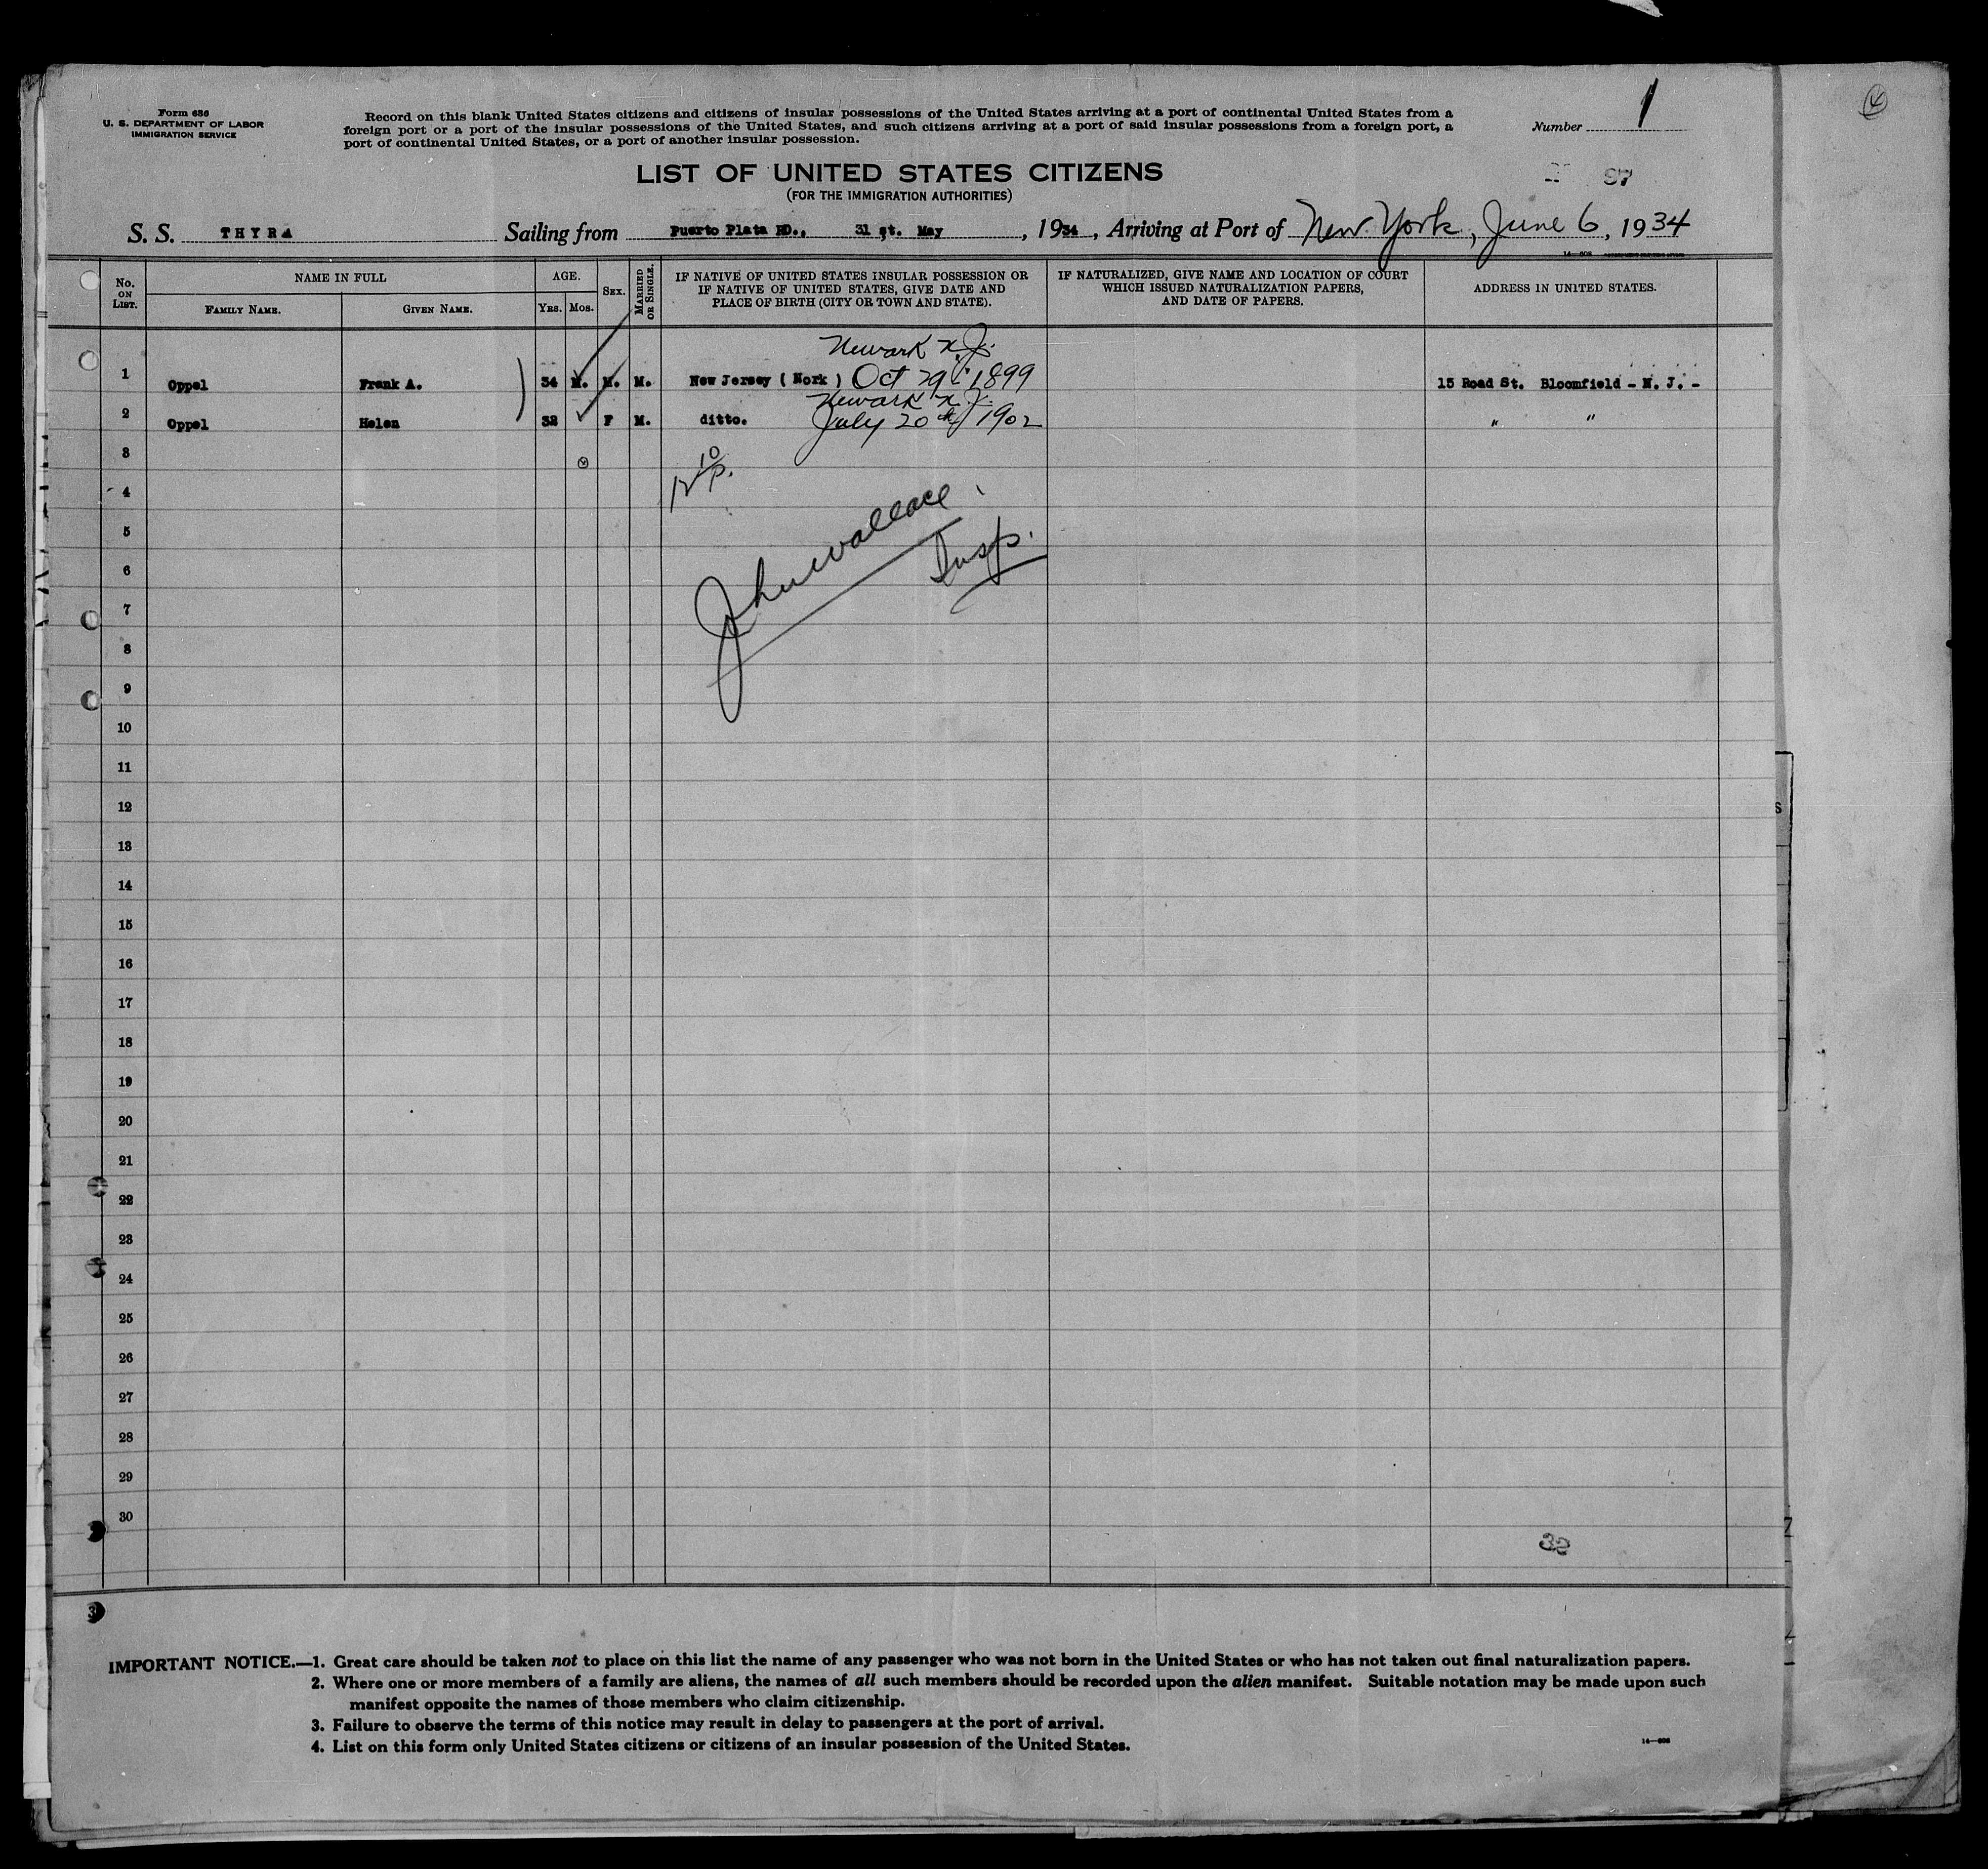 Form 636
U. S. DEPARTMENT OF LABOR
IMMIGRATION SERVICE
Record on this blank United States citizens and citizens of insular possessions of the United States arriving at a port of continental United States from a
foreign port or a port of the insular possessions of the United States, and such citizens arriving at a port of said insular possessions from a foreign port, a
port of continental United States, or a port of another insular possession.
Number 1
LIST OF UNITED STATES CITIZENS
(FOR THE IMMIGRATION AUTHORITIES)
97
S. S. THYRA Sailing from Puerto Plata RD., 31 st. May, 1934, Arriving at Port of New York, June 6, 1934
14—608
No. ON LIST. NAME IN FULL AGE. SEX. MARRIED OR SINGLE. IF NATIVE OF UNITED STATES INSULAR POSSESSION OR IF NATIVE OF UNITED STATES, GIVE DATE AND PLACE OF BIRTH (CITY OR TOWN AND STATE). IF NATURALIZED, GIVE NAME AND LOCATION OF COURT WHICH ISSUED NATURALIZATION PAPERS, AND DATE OF PAPERS. ADDRESS IN UNITED STATES.
FAMILY NAME. GIVEN NAME. YRS. MOS.
Newark N.J.
1 Oppel Frank A. 34 M. M. M. New Jersey ( Nork ) Oct 29th 1899 15 Road St. Bloomfield - N. J. -
Newark N.J.
2 Oppel Helen 32 F M. ditto. July 20th 1902 " "
3
12 10/P.
4
John Wallace
5
Insp.
6
7
8
9
10
11
12
13
14
15
16
17
18
19
20
21
22
23
24
25
26
27
28
29
30
32
IMPORTANT NOTICE.—1. Great care should be taken not to place on this list the name of any passenger who was not born in the United States or who has not taken out final naturalization papers.
2. Where one or more members of a family are aliens, the names of all such members should be recorded upon the alien manifest. Suitable notation may be made upon such
manifest opposite the names of those members who claim citizenship.
3. Failure to observe the terms of this notice may result in delay to passengers at the port of arrival.
4. List on this form only United States citizens or citizens of an insular possession of the United States.
14—608